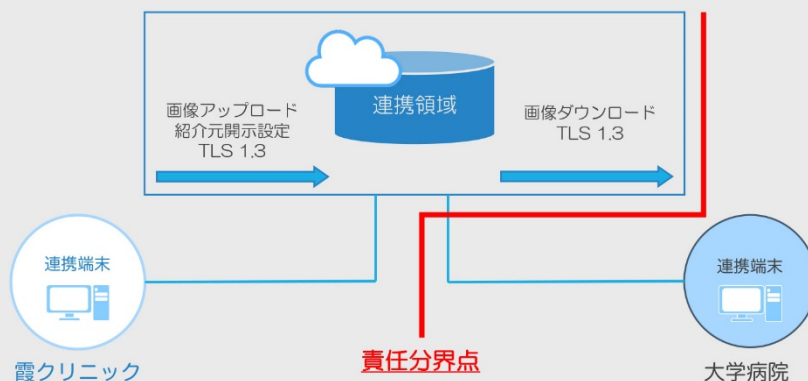 連携領域
画像アップロード
紹介元開示設定
TLS 1.3
画像ダウンロード
TLS 1.3
連携端末
霞クリニック
責任分界点
連携端末
大学病院